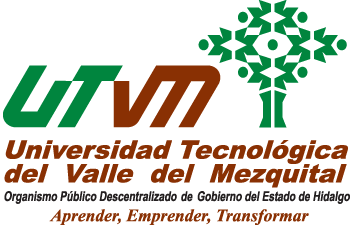 UTVM
Universidad Tecnológica
del Valle del Mezquital
Organismo Público Descentralizado de Gobierno del Estado de Hidalgo
Aprender, Emprender, Transformar